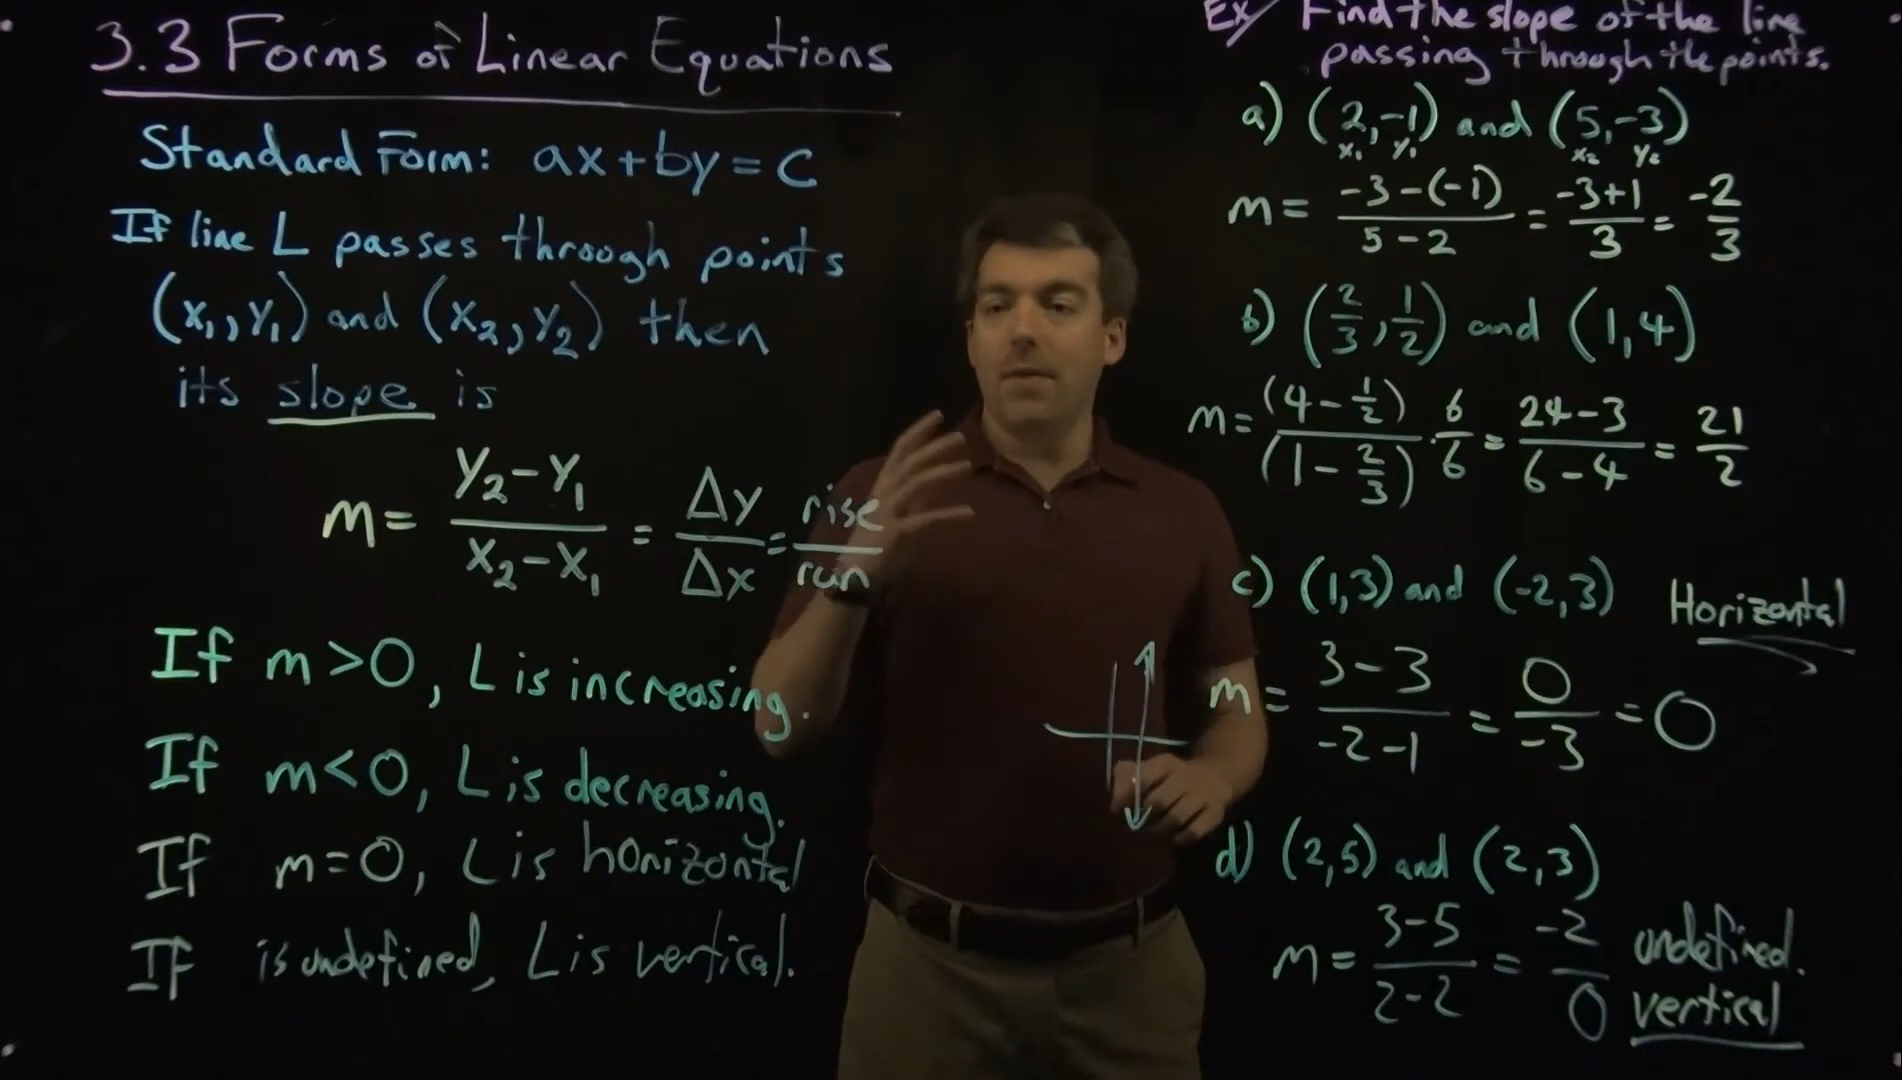 3.3 Forms of Linear Equations
Standard Form: ax+by=c
If line L passes through points
(x₁,y₁) and (x₂,y₂) then
its slope is
m = (y₂-y₁)/(x₂-x₁) = Δy/Δx = rise/run
If m>0, L is increasing.
If m<0, L is decreasing.
If m=0, L is horizontal
If is undefined, L is vertical.
Ex/ Find the slope of the line
passing through the points.
a) (2,-1) and (5,-3)
x₁ y₁ x₂ y₂
m = (-3-(-1))/(5-2) = (-3+1)/3 = -2/3
b) (2/3, 1/2) and (1,4)
m = (4-1/2)/(1-2/3) · 6/6 = (24-3)/(6-4) = 21/2
c) (1,3) and (-2,3) Horizontal
m = (3-3)/(-2-1) = 0/-3 = 0
d) (2,5) and (2,3)
m = (3-5)/(2-2) = -2/0 undefined.
vertical